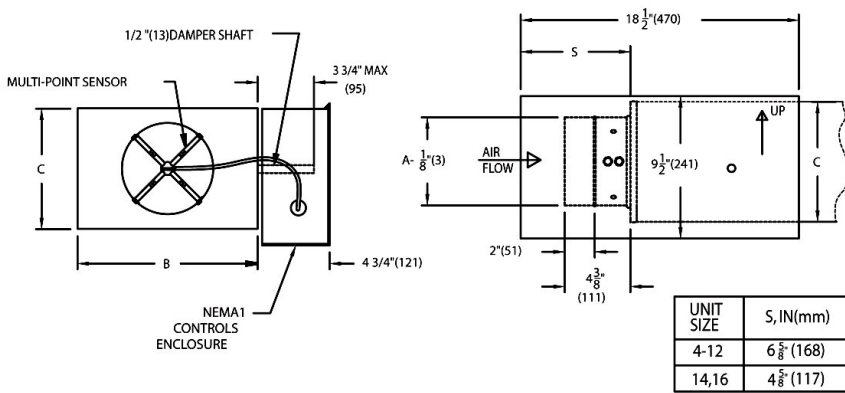 1/2 "(13)DAMPER SHAFT
3 3/4" MAX
(95)
MULTI-POINT SENSOR
C
B
4 3/4"(121)
NEMA1
CONTROLS
ENCLOSURE
18 1/2"(470)
S
A- 1/8"(3)
AIR
FLOW
9 1/2"(241)
UP
C
2"(51)
4 3/8"
(111)
UNIT SIZE S, IN(mm)
4-12 6 5/8"(168)
14,16 4 5/8"(117)